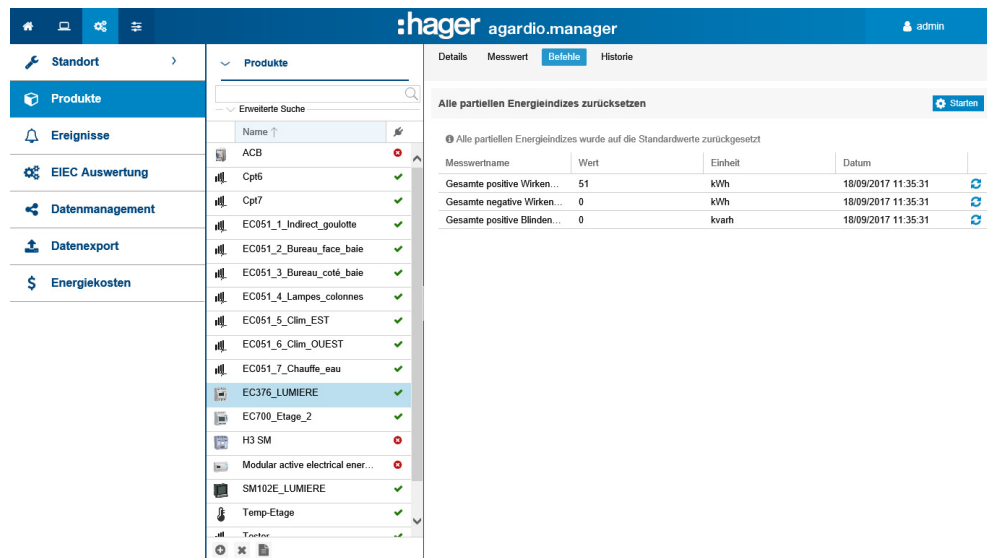 :hager agardio.manager
admin
Standort
Produkte
Ereignisse
EIEC Auswertung
Datenmanagement
Datenexport
Energiekosten
Produkte
Erweiterte Suche
Name
ACB
Cpt6
Cpt7
EC051_1_Indirect_goulotte
EC051_2_Bureau_face_baie
EC051_3_Bureau_coté_baie
EC051_4_Lampes_colonnes
EC051_5_Clim_EST
EC051_6_Clim_OUEST
EC051_7_Chauffe_eau
EC376_LUMIERE
EC700_Etage_2
H3 SM
Modular active electrical ener...
SM102E_LUMIERE
Temp-Etage
Tester
Details Messwert Befehle Historie
Alle partiellen Energieindizes zurücksetzen Starten
Alle partiellen Energieindizes wurde auf die Standardwerte zurückgesetzt
Messwertname Wert Einheit Datum
Gesamte positive Wirken... 51 kWh 18/09/2017 11:35:31
Gesamte negative Wirken... 0 kWh 18/09/2017 11:35:31
Gesamte positive Blinden... 0 kvarh 18/09/2017 11:35:31